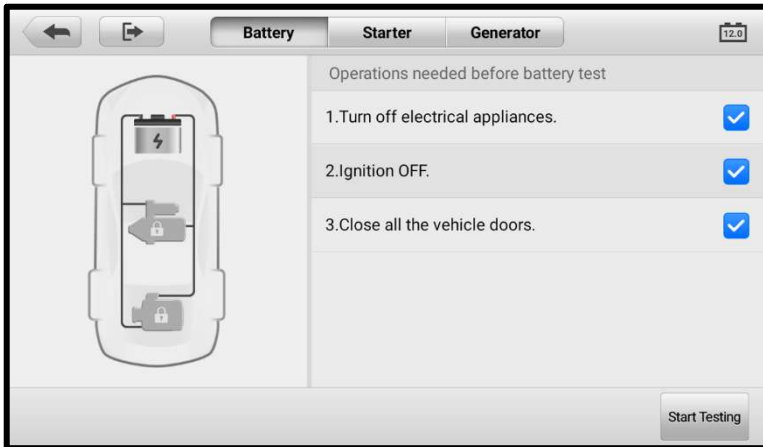 Battery
Starter
Generator
12.0
Operations needed before battery test
1.Turn off electrical appliances.
2.Ignition OFF.
3.Close all the vehicle doors.
Start Testing